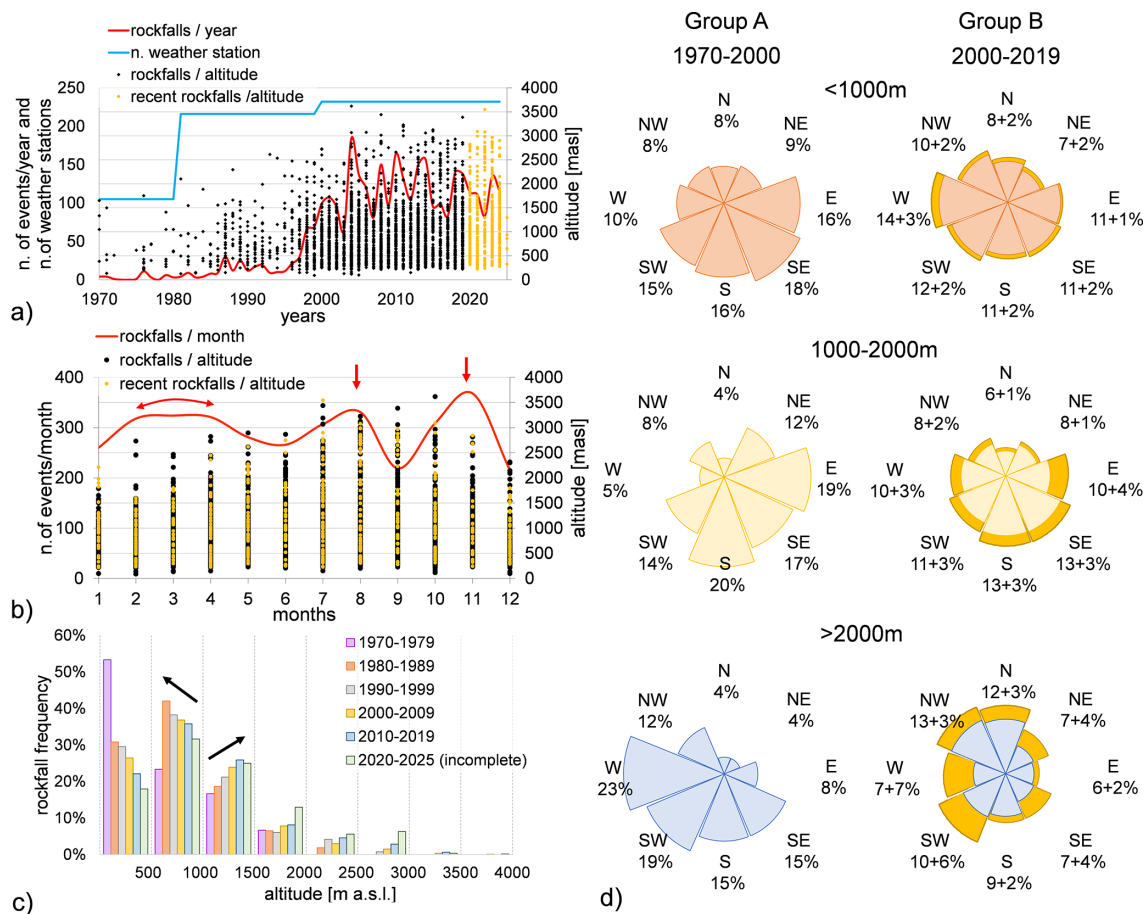 rockfalls / year
n. weather station
rockfalls / altitude
recent rockfalls /altitude
n. of events/year and
n.of weather stations
250
200
150
100
50
0
4000
3500
3000
2500
2000
1500
1000
500
0
altitude [masl]
1970 1980 1990 2000 2010 2020
years
a)
rockfalls / month
rockfalls / altitude
recent rockfalls / altitude
n.of events/month
400
300
200
100
0
4000
3500
3000
2500
2000
1500
1000
500
0
altitude [masl]
1 2 3 4 5 6 7 8 9 10 11 12
months
b)
rockfall frequency
60%
50%
40%
30%
20%
10%
0%
1970-1979
1980-1989
1990-1999
2000-2009
2010-2019
2020-2025 (incomplete)
500 1000 1500 2000 2500 3000 3500 4000
altitude [m a.s.l.]
c)
Group A
1970-2000
Group B
2000-2019
<1000m
N
8%
NE
9%
E
16%
SE
18%
S
16%
SW
15%
W
10%
NW
8%
N
8+2%
NE
7+2%
E
11+1%
SE
11+2%
S
11+2%
SW
12+2%
W
14+3%
NW
10+2%
1000-2000m
N
4%
NE
12%
E
19%
SE
17%
S
20%
SW
14%
W
5%
NW
8%
N
6+1%
NE
8+1%
E
10+4%
SE
13+3%
S
13+3%
SW
11+3%
W
10+3%
NW
8+2%
>2000m
N
4%
NE
4%
E
8%
SE
15%
S
15%
SW
19%
W
23%
NW
12%
N
12+3%
NE
7+4%
E
6+2%
SE
7+4%
S
9+2%
SW
10+6%
W
7+7%
NW
13+3%
d)